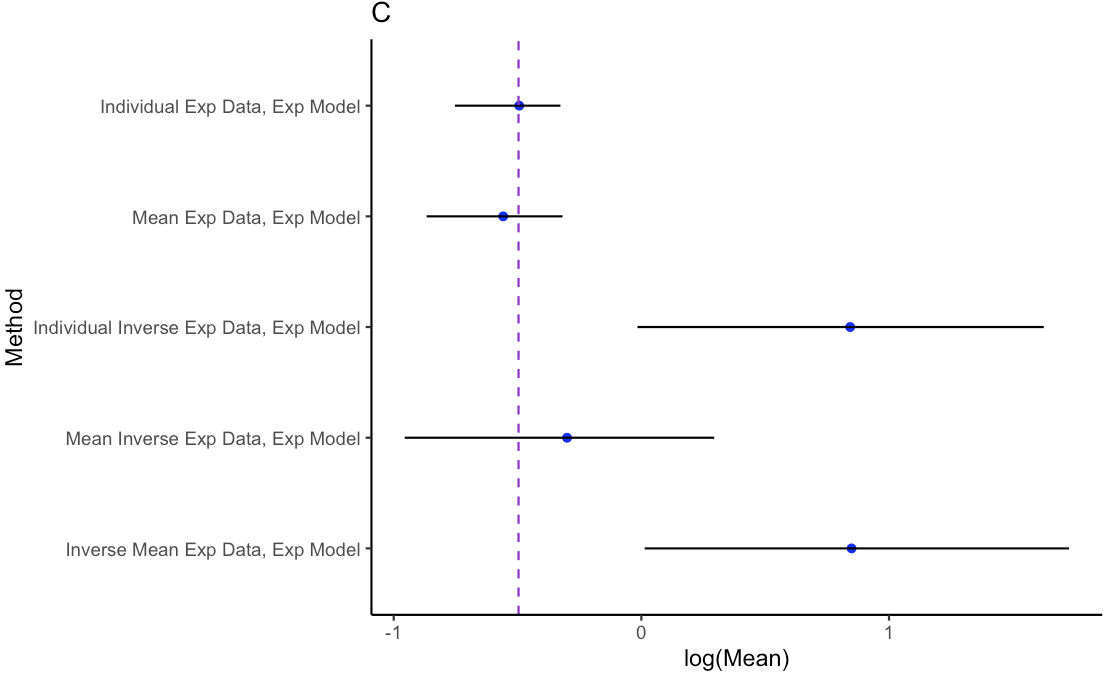 C
Individual Exp Data, Exp Model
Mean Exp Data, Exp Model
Individual Inverse Exp Data, Exp Model
Mean Inverse Exp Data, Exp Model
Inverse Mean Exp Data, Exp Model
Method
-1
0
1
log(Mean)